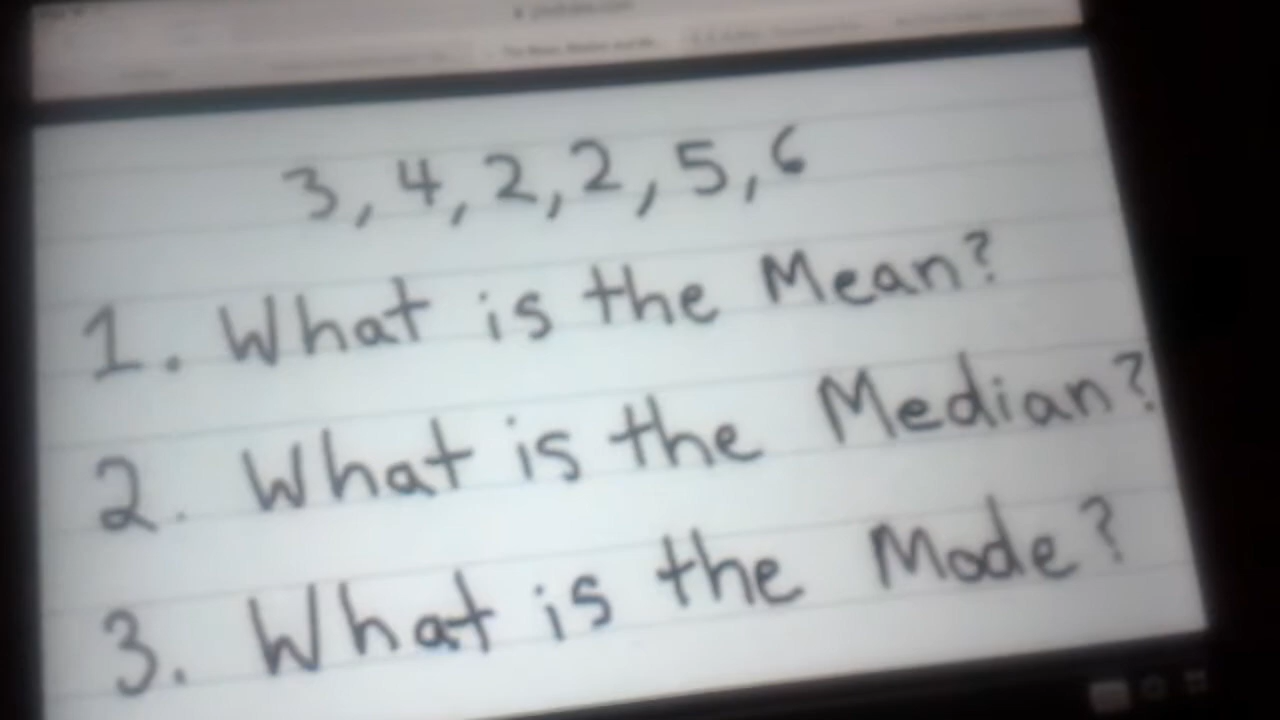 3, 4, 2, 2, 5, 6
1. What is the Mean?
2. What is the Median?
3. What is the Mode?